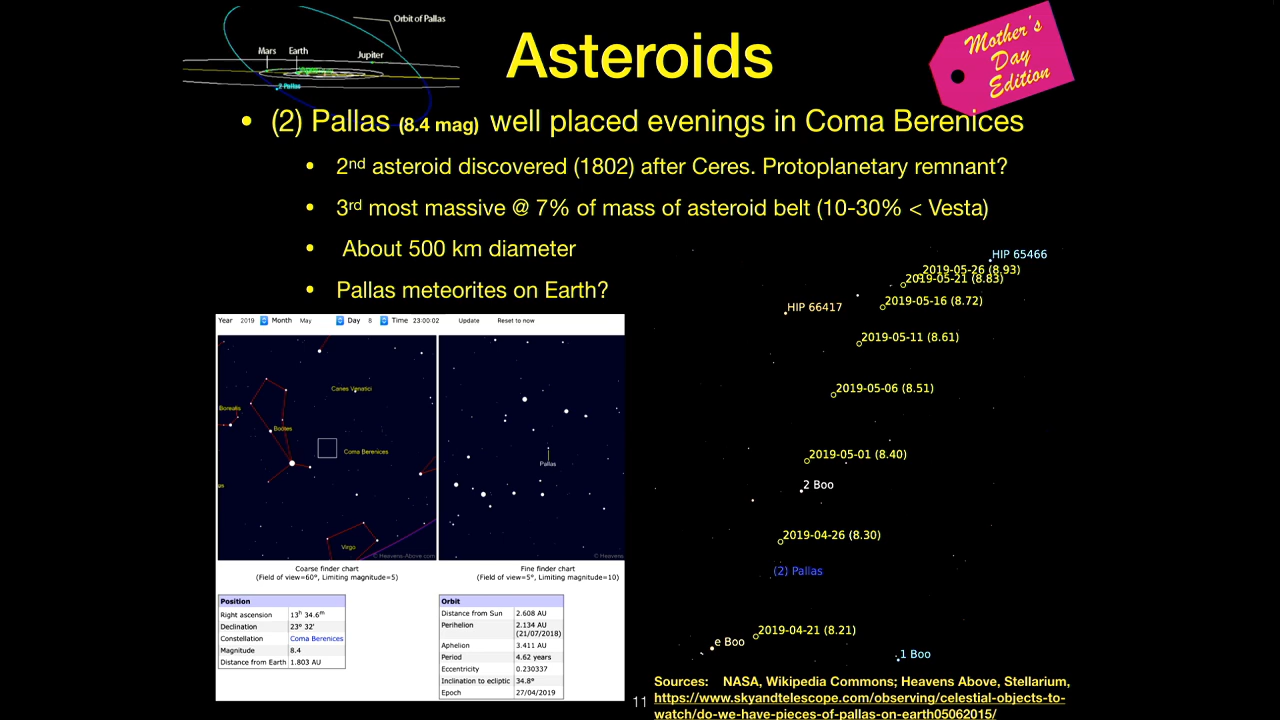 Orbit of Pallas
Mars Earth Jupiter
2 Pallas
Asteroids
Mother's
Day
Edition
• (2) Pallas (8.4 mag) well placed evenings in Coma Berenices
• 2nd asteroid discovered (1802) after Ceres. Protoplanetary remnant?
• 3rd most massive @ 7% of mass of asteroid belt (10-30% < Vesta)
• About 500 km diameter
• Pallas meteorites on Earth?
Year 2019 Month May Day 8 Time 23:00:02 Update Reset to now
Canes Venatici
Borealis
Bootes
Coma Berenices
Virgo
© Heavens-Above.com
Pallas
© Heavens
Coarse finder chart
(Field of view=60°, Limiting magnitude=5)
Fine finder chart
(Field of view=5°, Limiting magnitude=10)
Position
Right ascension 13h 34.6m
Declination 23° 32'
Constellation Coma Berenices
Magnitude 8.4
Distance from Earth 1.803 AU
Orbit
Distance from Sun 2.608 AU
Perihelion 2.134 AU
(21/07/2018)
Aphelion 3.411 AU
Period 4.62 years
Eccentricity 0.230337
Inclination to ecliptic 34.8°
Epoch 27/04/2019
HIP 65466
2019-05-26 (8.93)
2019-05-21 (8.83)
2019-05-16 (8.72)
HIP 66417
2019-05-11 (8.61)
2019-05-06 (8.51)
2019-05-01 (8.40)
2 Boo
2019-04-26 (8.30)
(2) Pallas
2019-04-21 (8.21)
e Boo
1 Boo
11
Sources: NASA, Wikipedia Commons; Heavens Above, Stellarium,
https://www.skyandtelescope.com/observing/celestial-objects-to-
watch/do-we-have-pieces-of-pallas-on-earth05062015/